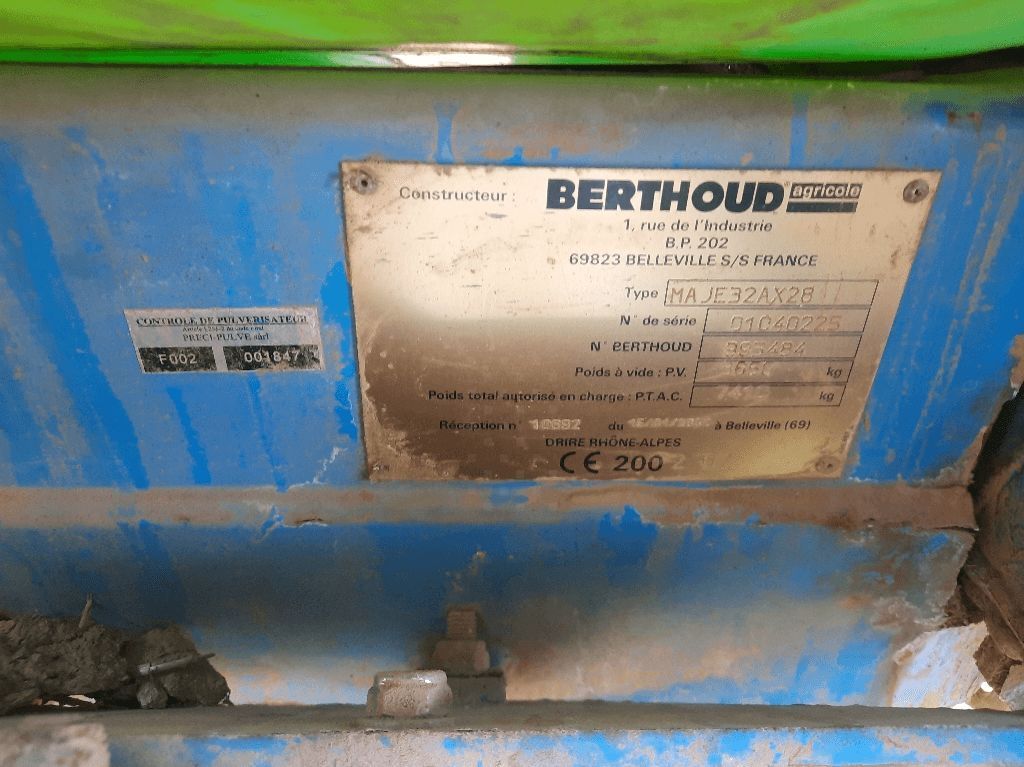 Constructeur : BERTHOUD agricole
1, rue de l'Industrie
B.P. 202
69823 BELLEVILLE S/S FRANCE
Type MAJE32AX28
N° de série 01040225
N° BERTHOUD
Poids à vide : P.V. kg
Poids total autorisé en charge : P.T.A.C. kg
Réception n° du à Belleville (69)
DRIRE RHÔNE-ALPES
CE 200
CONTROLE DE PULVERISATEUR
PRECI-PULVE sarl
F002 001847